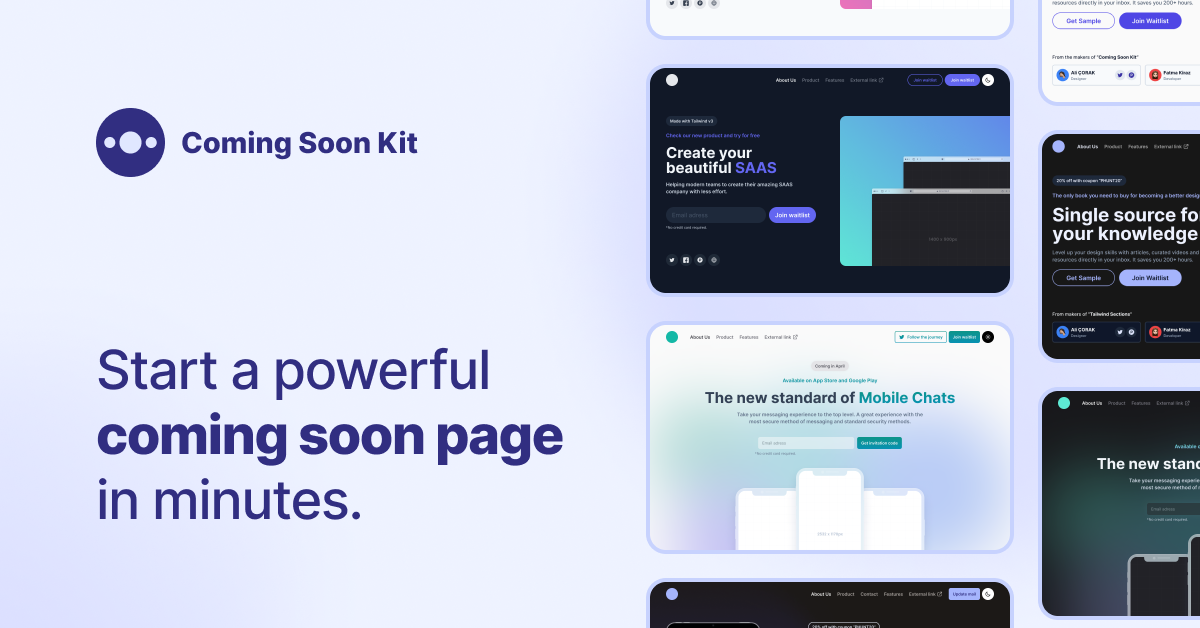 Coming Soon Kit
Start a powerful
coming soon page
in minutes.
About Us Product Features External link
Join waitlist Join waitlist
Made with Tailwind v3
Check our new product and try for free
Create your
beautiful SAAS
Helping modern teams to create their amazing SAAS
company with less effort.
Email adress Join waitlist
*No credit card required
About Us Product Features External link
Follow the journey Join waitlist
Coming in April
Available on App Store and Google Play
The new standard of Mobile Chats
Take your messaging experience to the top level. A great experience with the
most secure method of messaging and standard security methods.
Email adress Get invitation code
*No credit card required
About Us Product Contact Features External link Update mail
20% off with coupon "PHUNT20"
resources directly in your inbox. It saves you 200+ hours.
Get Sample Join Waitlist
From the makers of "Coming Soon Kit"
Ali ÇORAK
Designer
Fatma Kiraz
Developer
About Us Product Features External link
20% off with coupon "PHUNT20"
The only book you need to buy for becoming a better desig
Single source fo
your knowledge
Level up your design skills with articles, curated videos and
resources directly in your inbox. It saves you 200+ hours.
Get Sample Join Waitlist
From makers of "Tailwind Sections"
Ali ÇORAK
Designer
Fatma Kiraz
Developer
About Us Product Features External link
Available o
The new stand
Take your messaging experience
most secure method of m
Email adress
*No credit card required